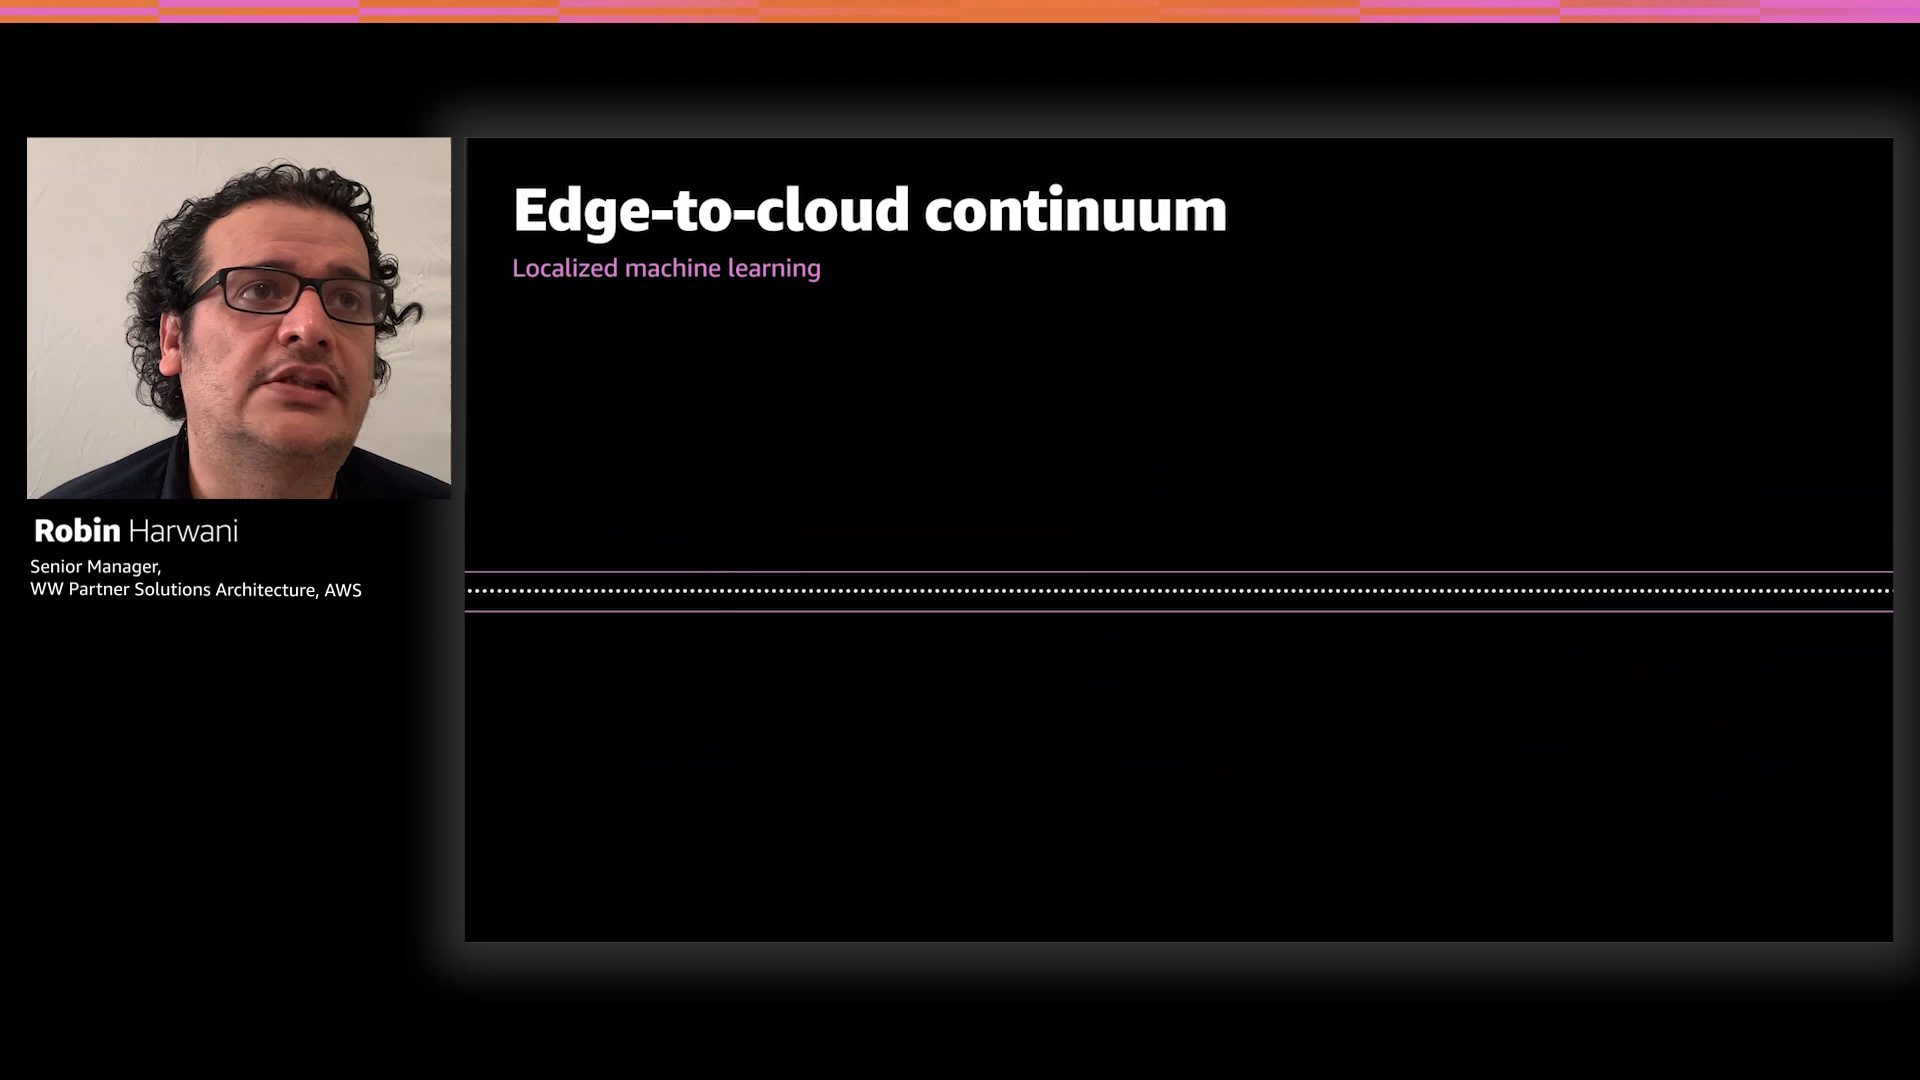 Edge-to-cloud continuum
Localized machine learning
Robin Harwani
Senior Manager,
WW Partner Solutions Architecture, AWS